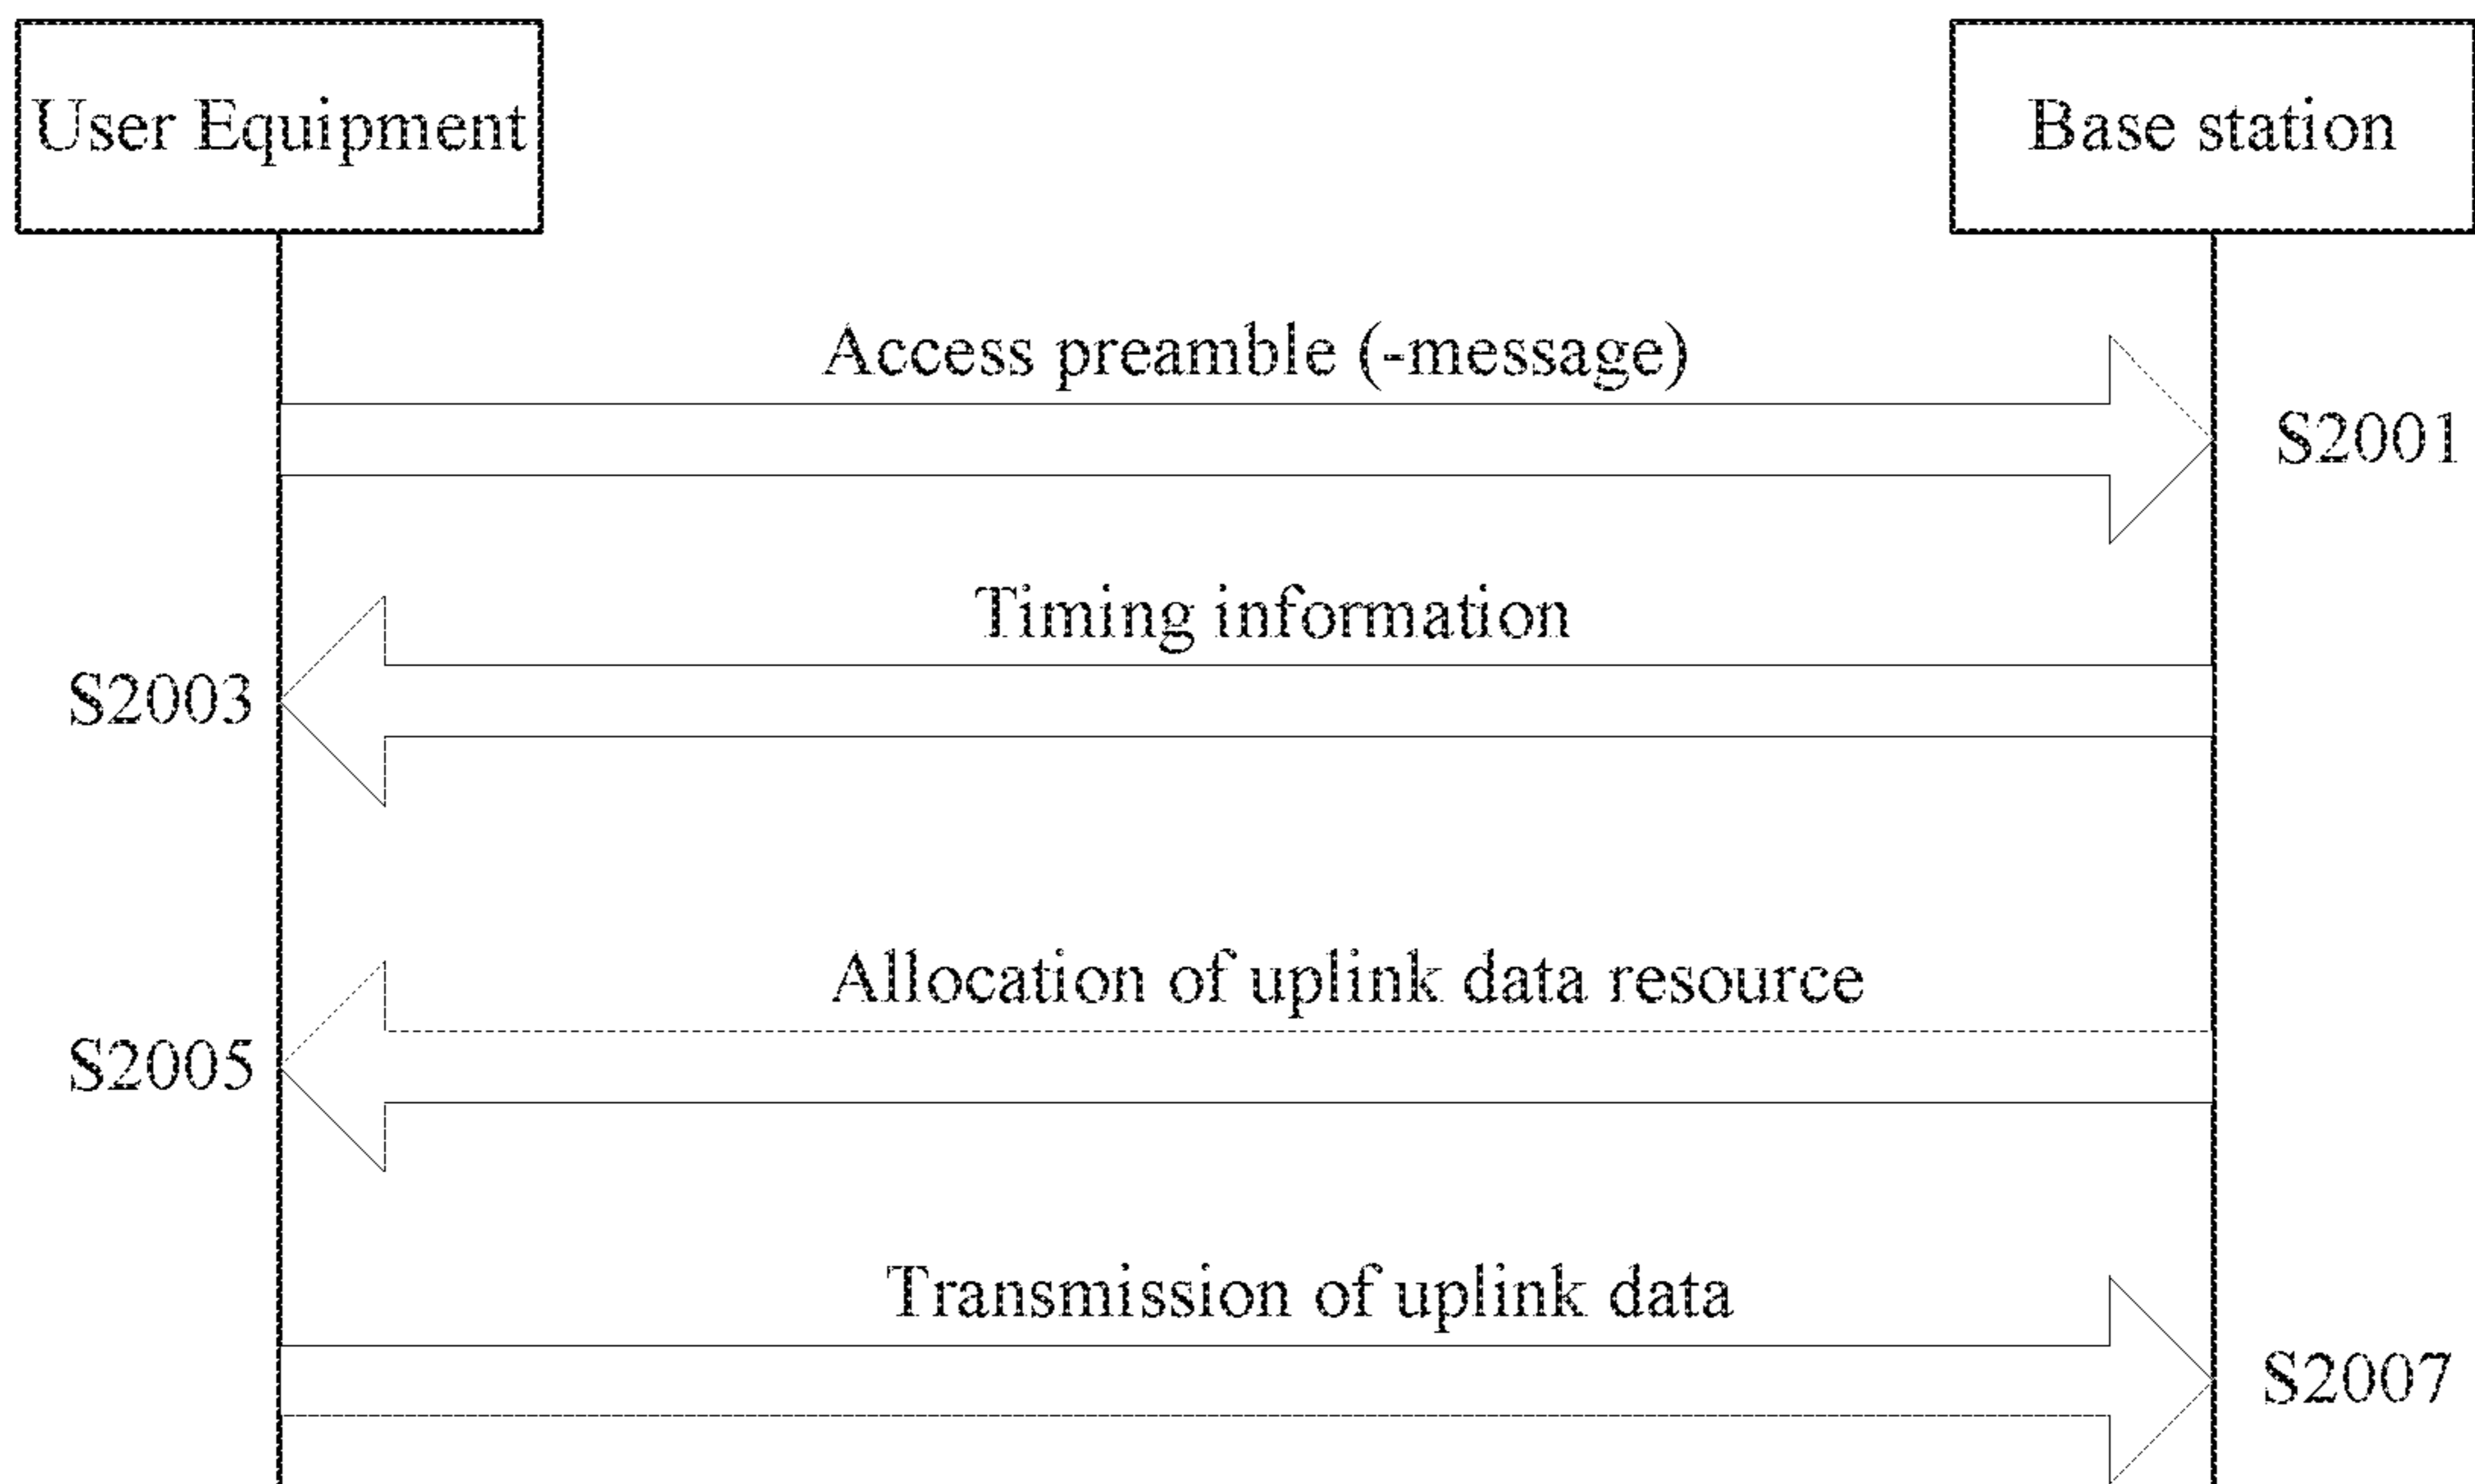 User Equipment
Base station
Access preamble (-message)
S2001
Timing information
S2003
Allocation of uplink data resource
S2005
Transmission of uplink data
S2007